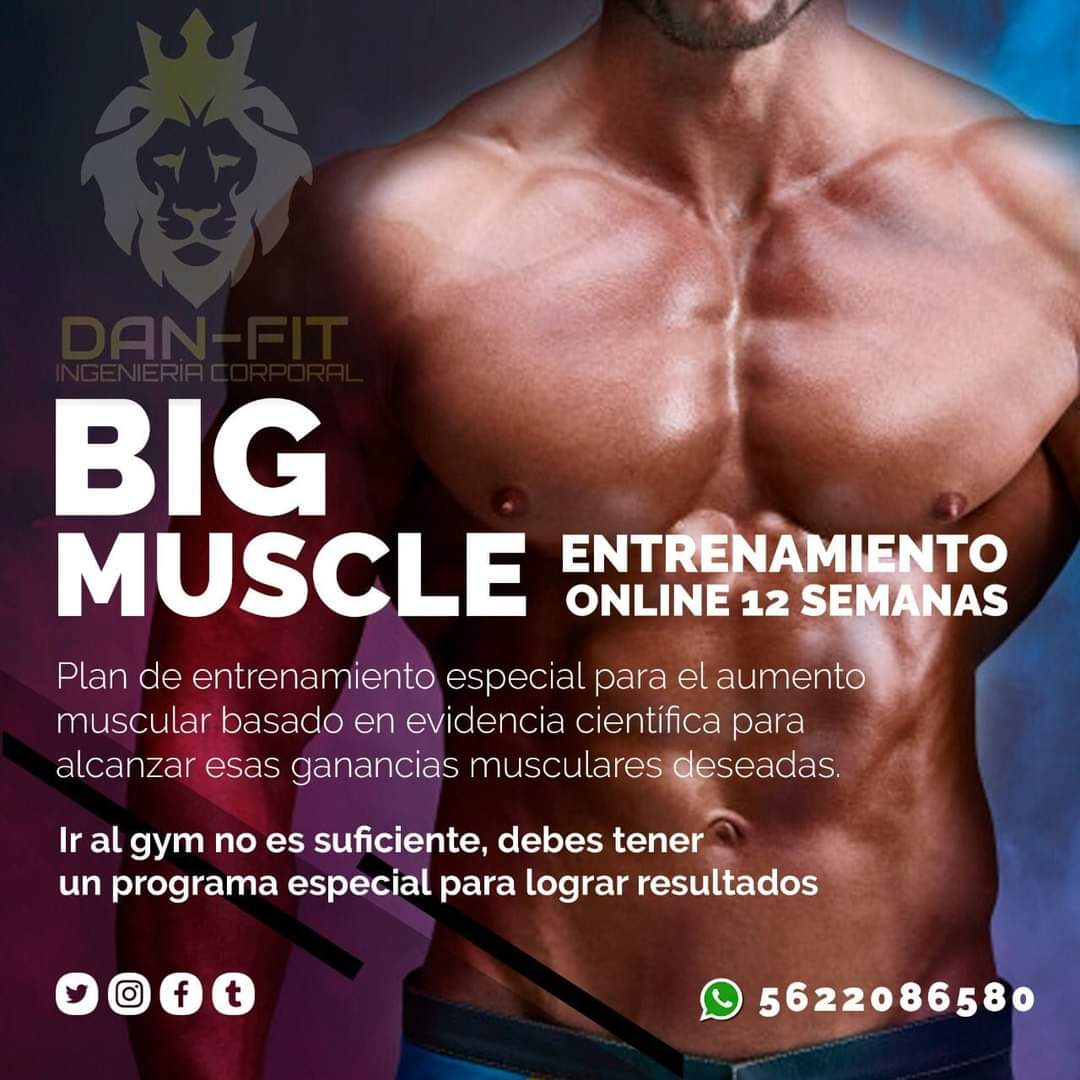 DAN-FIT
INGENIERÍA CORPORAL
BIG
MUSCLE
ENTRENAMIENTO
ONLINE 12 SEMANAS
Plan de entrenamiento especial para el aumento
muscular basado en evidencia científica para
alcanzar esas ganancias musculares deseadas.
Ir al gym no es suficiente, debes tener
un programa especial para lograr resultados
5622086580